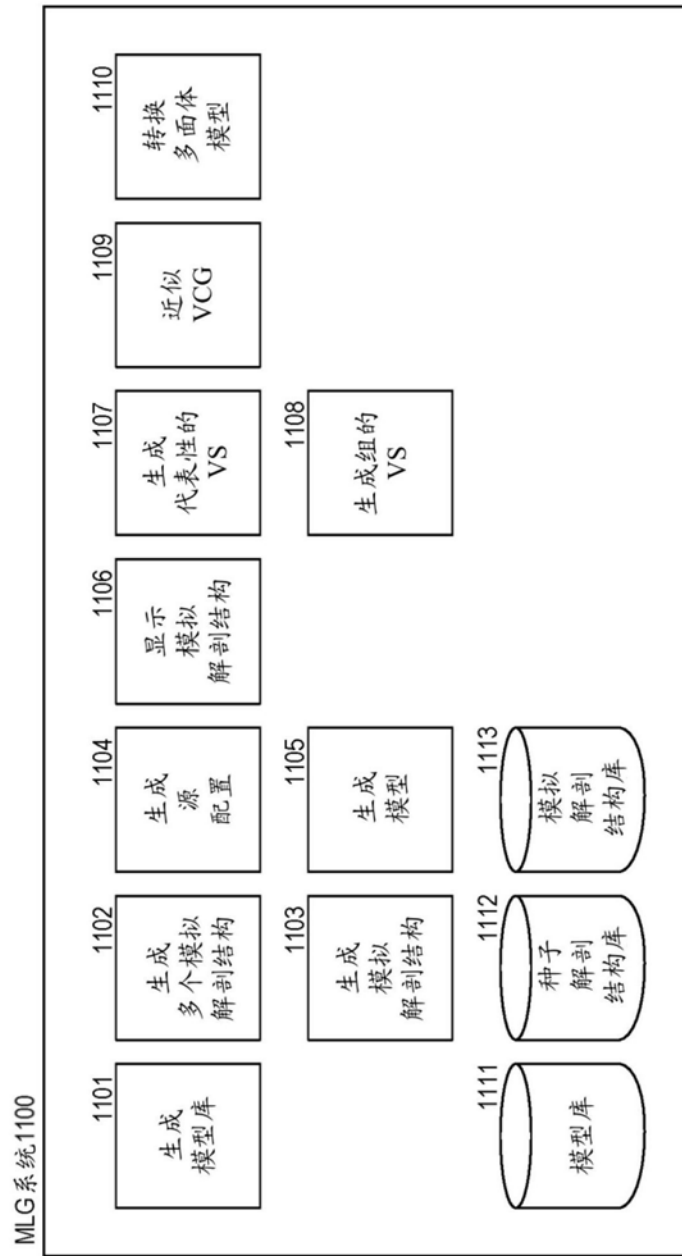 MLG系统1100
1101
生成
模型库
1102
生成
多个模拟
解剖结构
1104
生成
源
配置
1106
显示
模拟
解剖结构
1107
生成
代表性的
VS
1109
近似
VCG
1110
转换
多面体
模型
1103
生成
模拟
解剖结构
1105
生成
模型
1108
生成组的
VS
1111
模型库
1112
种子
解剖
结构库
1113
模拟
解剖
结构库